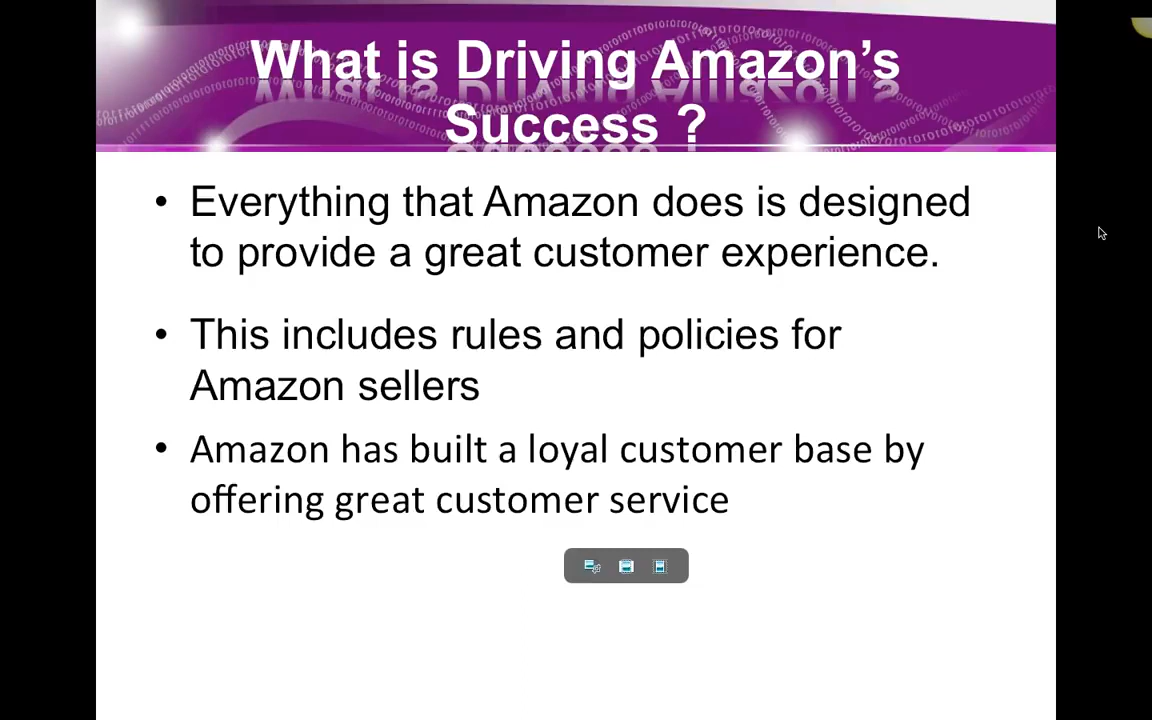 What is Driving Amazon’s
Success ?
• Everything that Amazon does is designed
to provide a great customer experience.
• This includes rules and policies for
Amazon sellers
• Amazon has built a loyal customer base by
offering great customer service